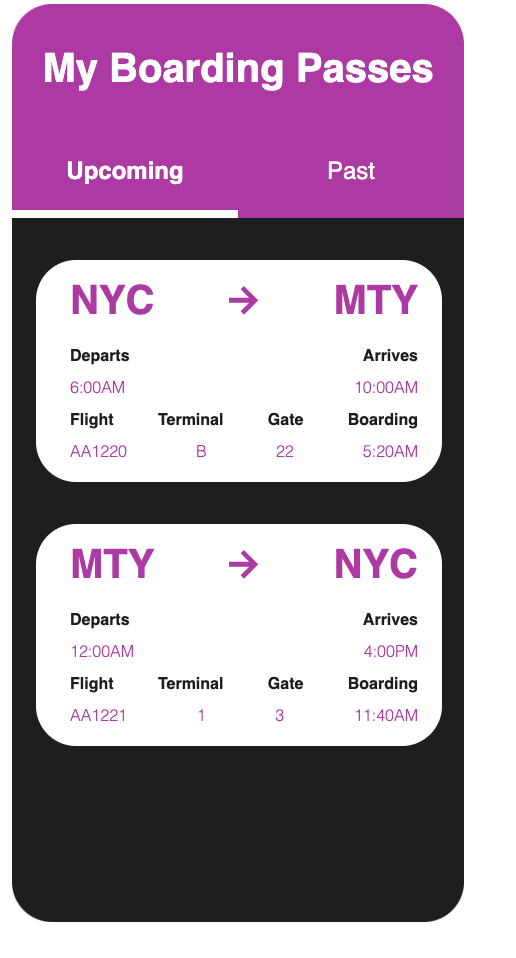 My Boarding Passes
Upcoming Past
NYC → MTY
Departs Arrives
6:00AM 10:00AM
Flight Terminal Gate Boarding
AA1220 B 22 5:20AM
MTY → NYC
Departs Arrives
12:00AM 4:00PM
Flight Terminal Gate Boarding
AA1221 1 3 11:40AM